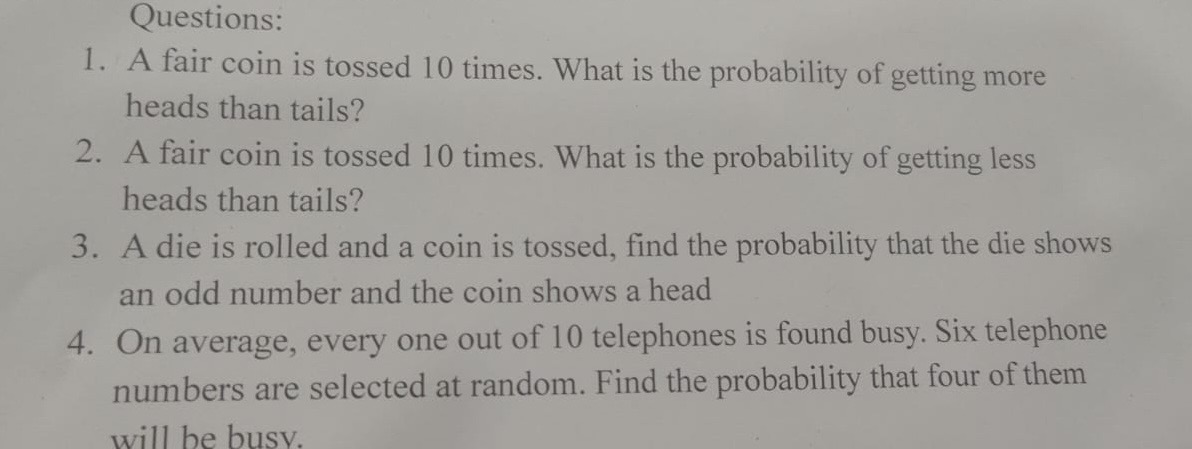 Questions:
1. A fair coin is tossed 10 times. What is the probability of getting more
heads than tails?
2. A fair coin is tossed 10 times. What is the probability of getting less
heads than tails?
3. A die is rolled and a coin is tossed, find the probability that the die shows
an odd number and the coin shows a head
4. On average, every one out of 10 telephones is found busy. Six telephone
numbers are selected at random. Find the probability that four of them
will be busy.